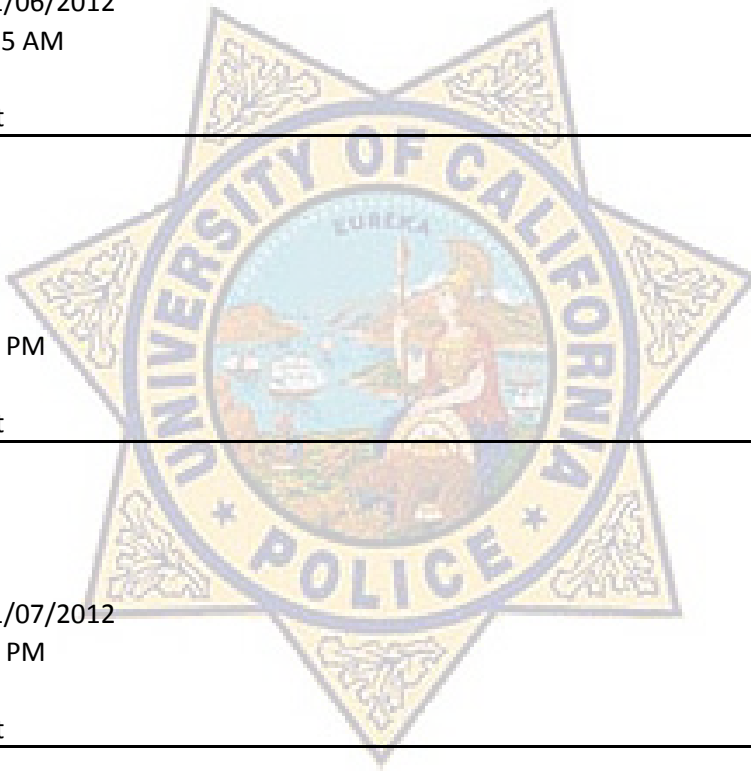 /06/2012
5 AM
t
UNIVERSITY OF CALIFORNIA
EUREKA
PM
t
* POLICE *
/07/2012
PM
t